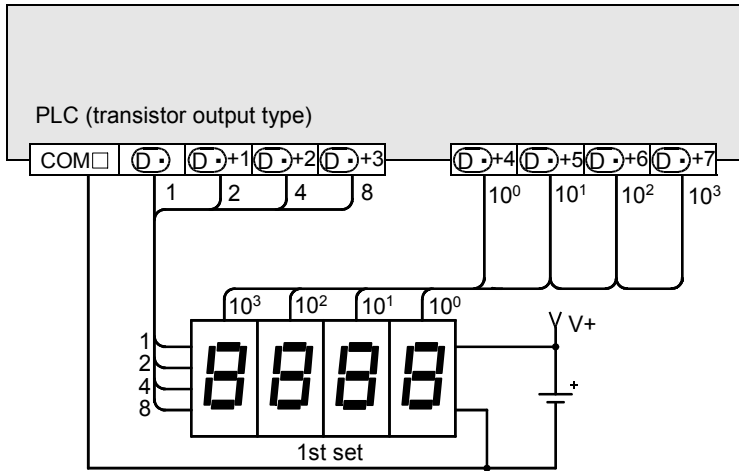 PLC (transistor output type)
COM□ D· D·+1 D·+2 D·+3 D·+4 D·+5 D·+6 D·+7
1 2 4 8 10⁰ 10¹ 10² 10³
10³ 10² 10¹ 10⁰
V+
1
2
4
8
8888
+
1st set